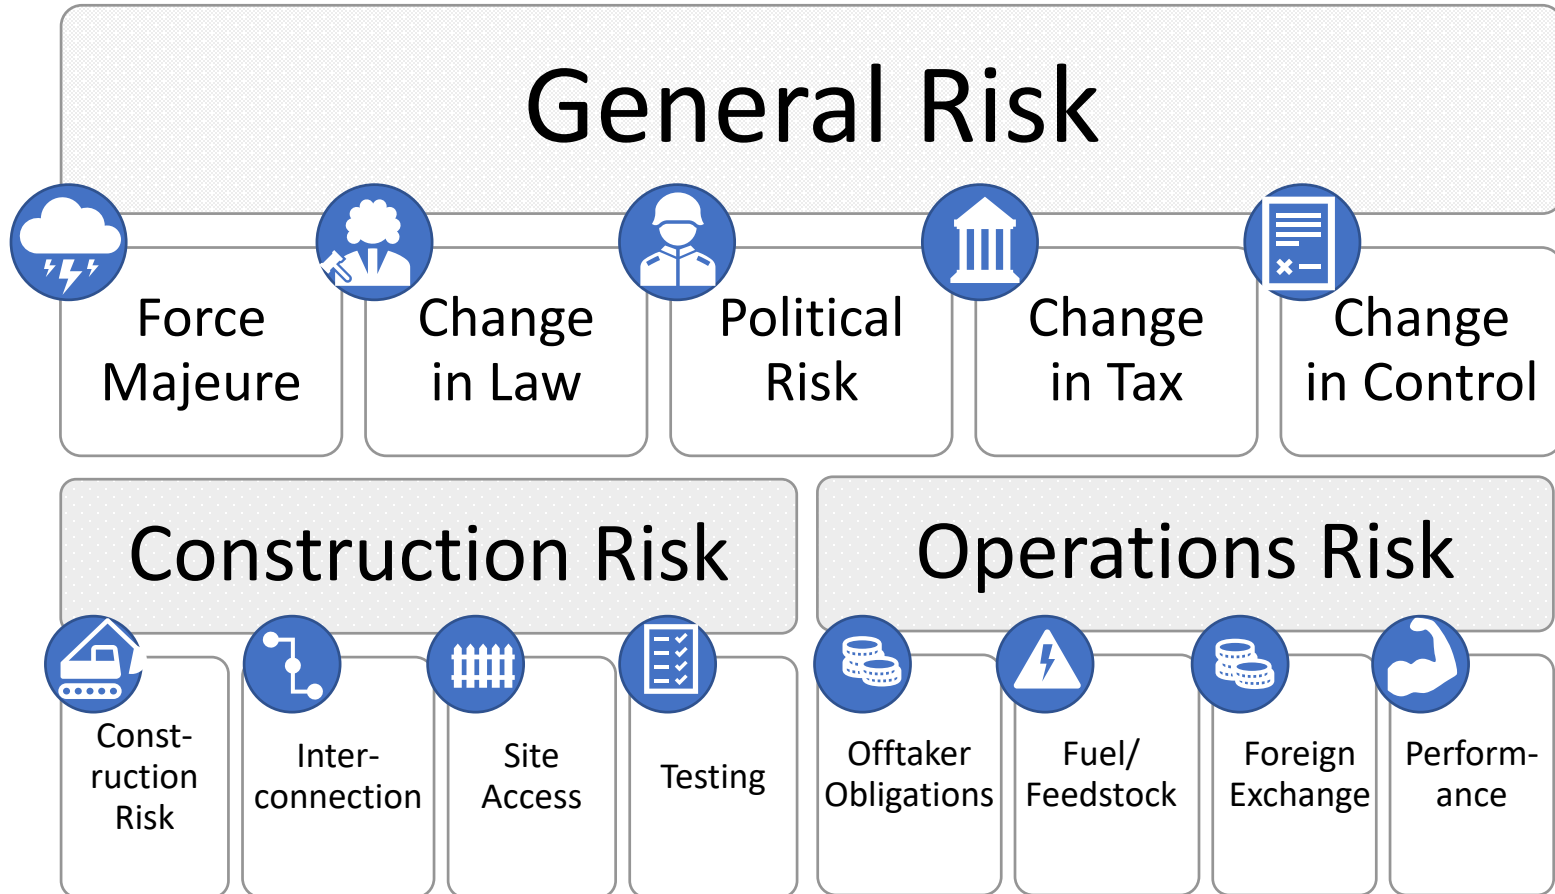 General Risk
Force
Majeure
Change
in Law
Political
Risk
Change
in Tax
Change
in Control
Construction Risk
Const-
ruction
Risk
Inter-
connection
Site
Access
Testing
Operations Risk
Offtaker
Obligations
Fuel/
Feedstock
Foreign
Exchange
Perform-
ance